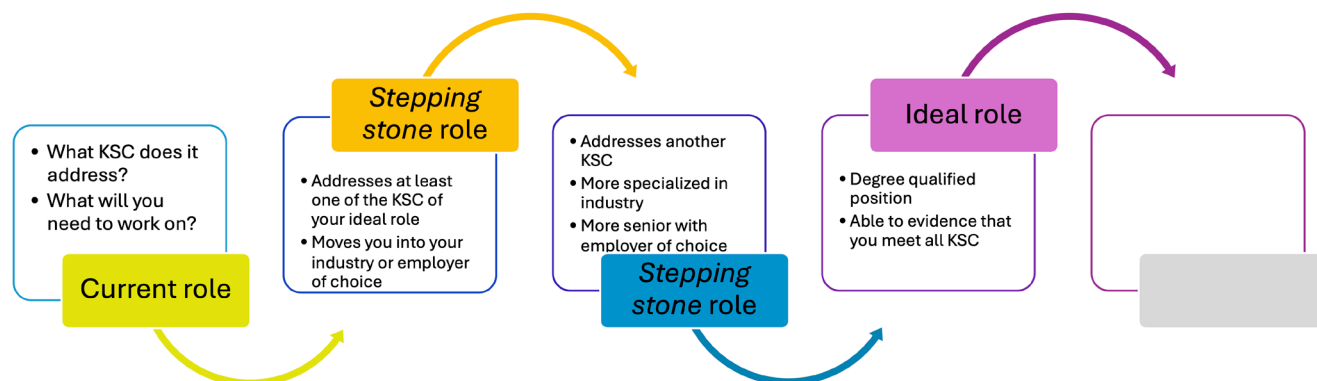 • What KSC does it
address?
• What will you
need to work on?
Current role
Stepping
stone role
• Addresses at least
one of the KSC of
your ideal role
• Moves you into your
industry or employer
of choice
• Addresses another
KSC
• More specialized in
industry
• More senior with
employer of choice
Stepping
stone role
Ideal role
• Degree qualified
position
• Able to evidence that
you meet all KSC